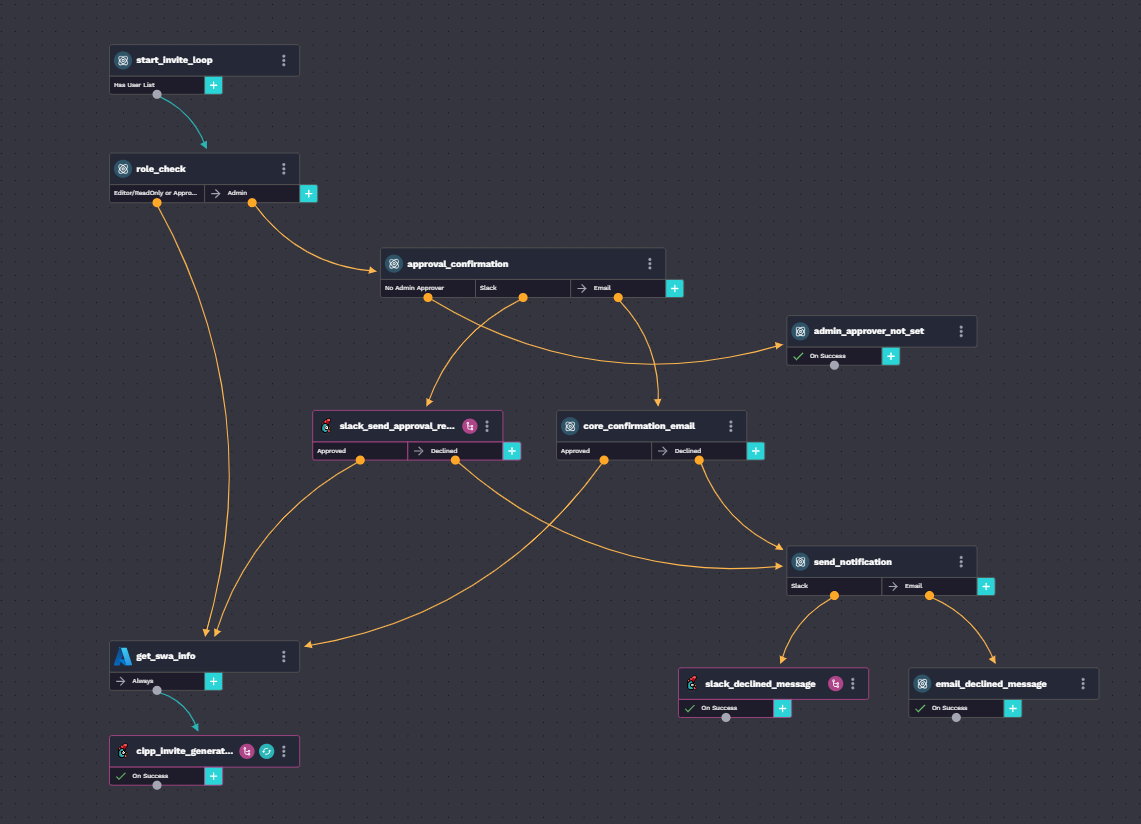 start_invite_loop
Has User List
role_check
Editor/ReadOnly or Appro...
Admin
approval_confirmation
No Admin Approver
Slack
Email
admin_approver_not_set
On Success
slack_send_approval_re...
Approved
Declined
core_confirmation_email
Approved
Declined
send_notification
Slack
Email
get_swa_info
Always
slack_declined_message
On Success
email_declined_message
On Success
cipp_invite_generat...
On Success